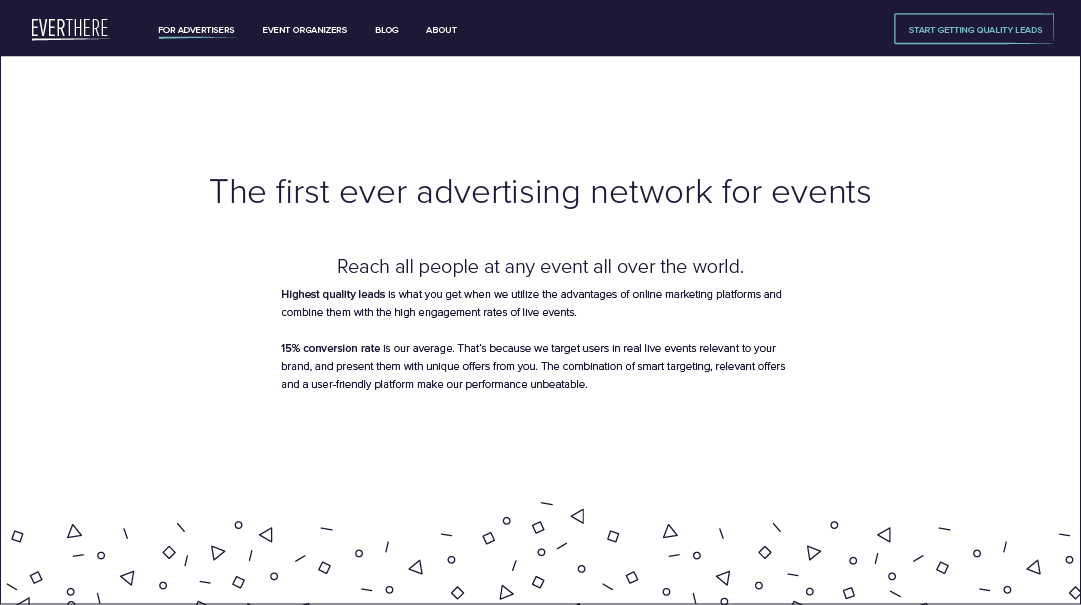 EVERTHERE
FOR ADVERTISERS
EVENT ORGANIZERS
BLOG
ABOUT
START GETTING QUALITY LEADS
The first ever advertising network for events
Reach all people at any event all over the world.
Highest quality leads is what you get when we utilize the advantages of online marketing platforms and
combine them with the high engagement rates of live events.
15% conversion rate is our average. That's because we target users in real live events relevant to your
brand, and present them with unique offers from you. The combination of smart targeting, relevant offers
and a user-friendly platform make our performance unbeatable.